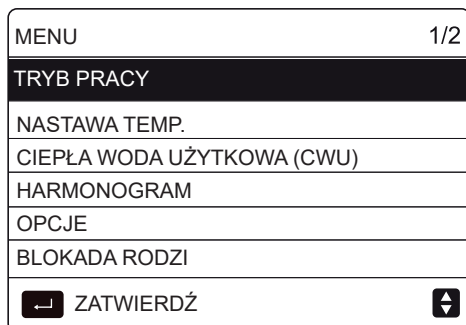 MENU 1/2
TRYB PRACY
NASTAWA TEMP.
CIEPŁA WODA UŻYTKOWA (CWU)
HARMONOGRAM
OPCJE
BLOKADA RODZI
ZATWIERDŹ